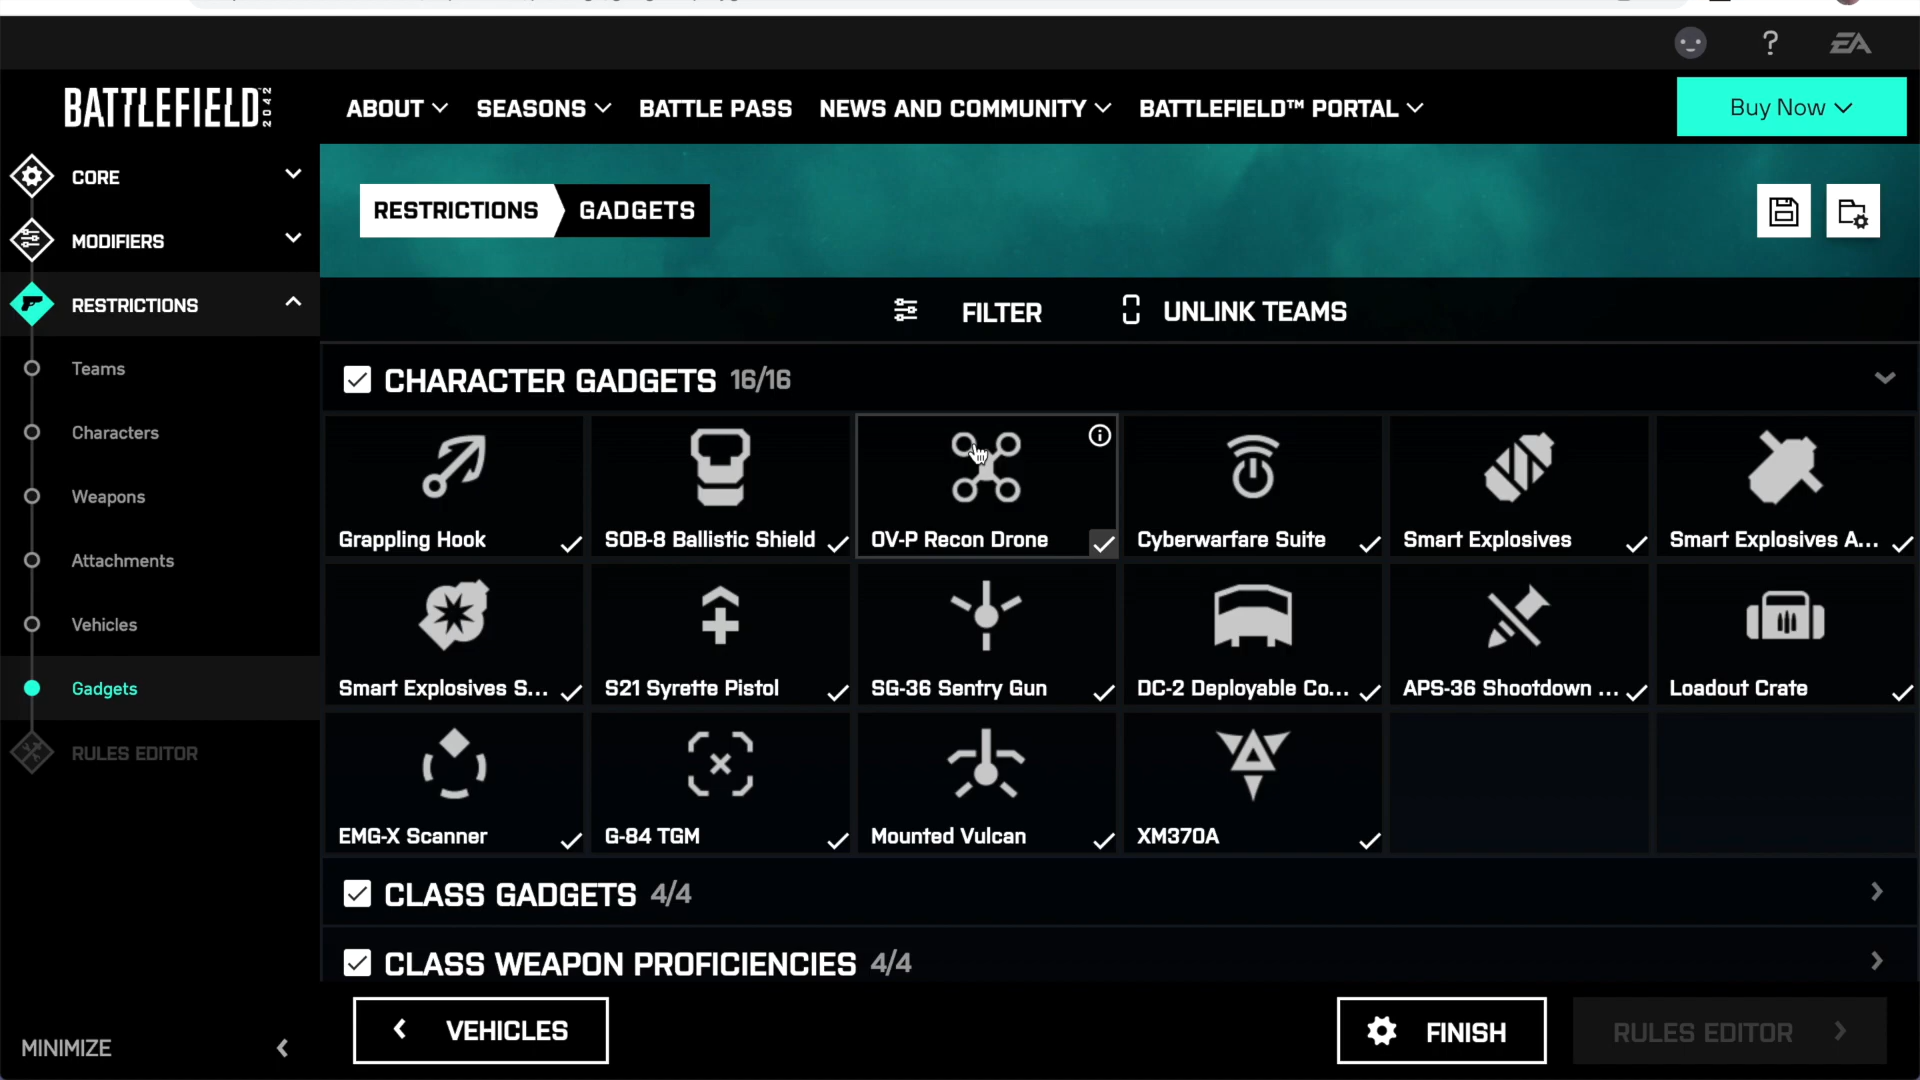 BATTLEFIELD 2042
ABOUT
SEASONS
BATTLE PASS
NEWS AND COMMUNITY
BATTLEFIELD™ PORTAL
Buy Now
?
EA
CORE
MODIFIERS
RESTRICTIONS
Teams
Characters
Weapons
Attachments
Vehicles
Gadgets
RULES EDITOR
MINIMIZE
RESTRICTIONS
GADGETS
FILTER
UNLINK TEAMS
CHARACTER GADGETS 16/16
Grappling Hook
SOB-8 Ballistic Shield
OV-P Recon Drone
Cyberwarfare Suite
Smart Explosives
Smart Explosives A...
Smart Explosives S...
S21 Syrette Pistol
SG-36 Sentry Gun
DC-2 Deployable Co...
APS-36 Shootdown ...
Loadout Crate
EMG-X Scanner
G-84 TGM
Mounted Vulcan
XM370A
CLASS GADGETS 4/4
CLASS WEAPON PROFICIENCIES 4/4
VEHICLES
FINISH
RULES EDITOR